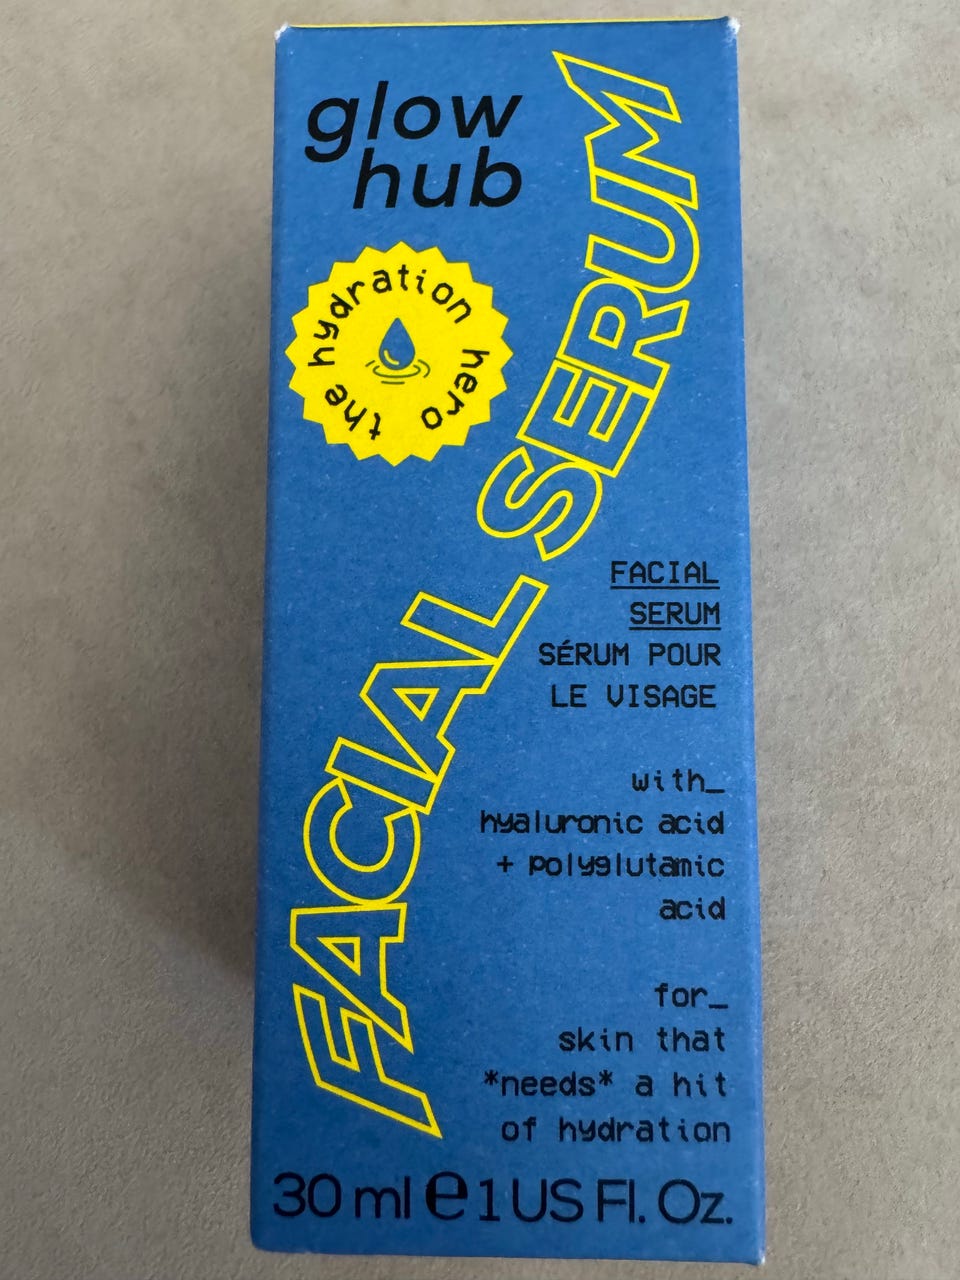 glow
hub
the hydration hero
FACIAL SERUM
FACIAL
SERUM
SÉRUM POUR
LE VISAGE
with_
hyaluronic acid
+ polyglutamic
acid
for_
skin that
*needs* a hit
of hydration
30 ml e 1 US Fl. Oz.